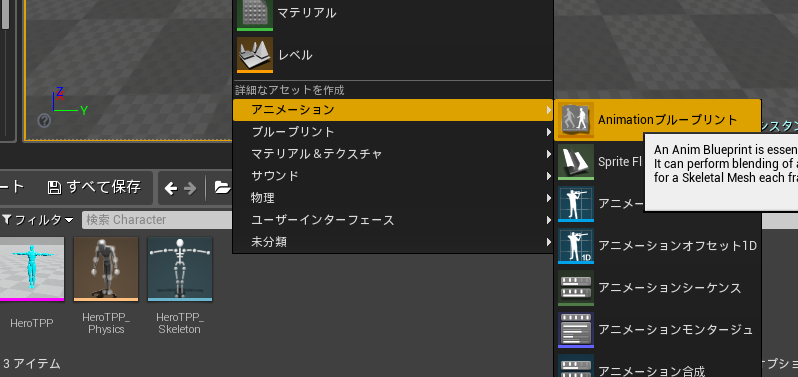 マテリアル
レベル
詳細なアセットを作成
アニメーション
ブループリント
マテリアル＆テクスチャ
サウンド
物理
ユーザーインターフェース
未分類
Animationブループリント
Sprite Fl
アニメー
アニメーションオフセット1D
1D
アニメーションシーケンス
アニメーションモンタージュ
アニメーション合成
An Anim Blueprint is essen
It can perform blending of a
for a Skeletal Mesh each fra
Z
Y
ート
すべて保存
フィルタ
検索 Character
HeroTPP
HeroTPP_
Physics
HeroTPP_
Skeleton
3 アイテム